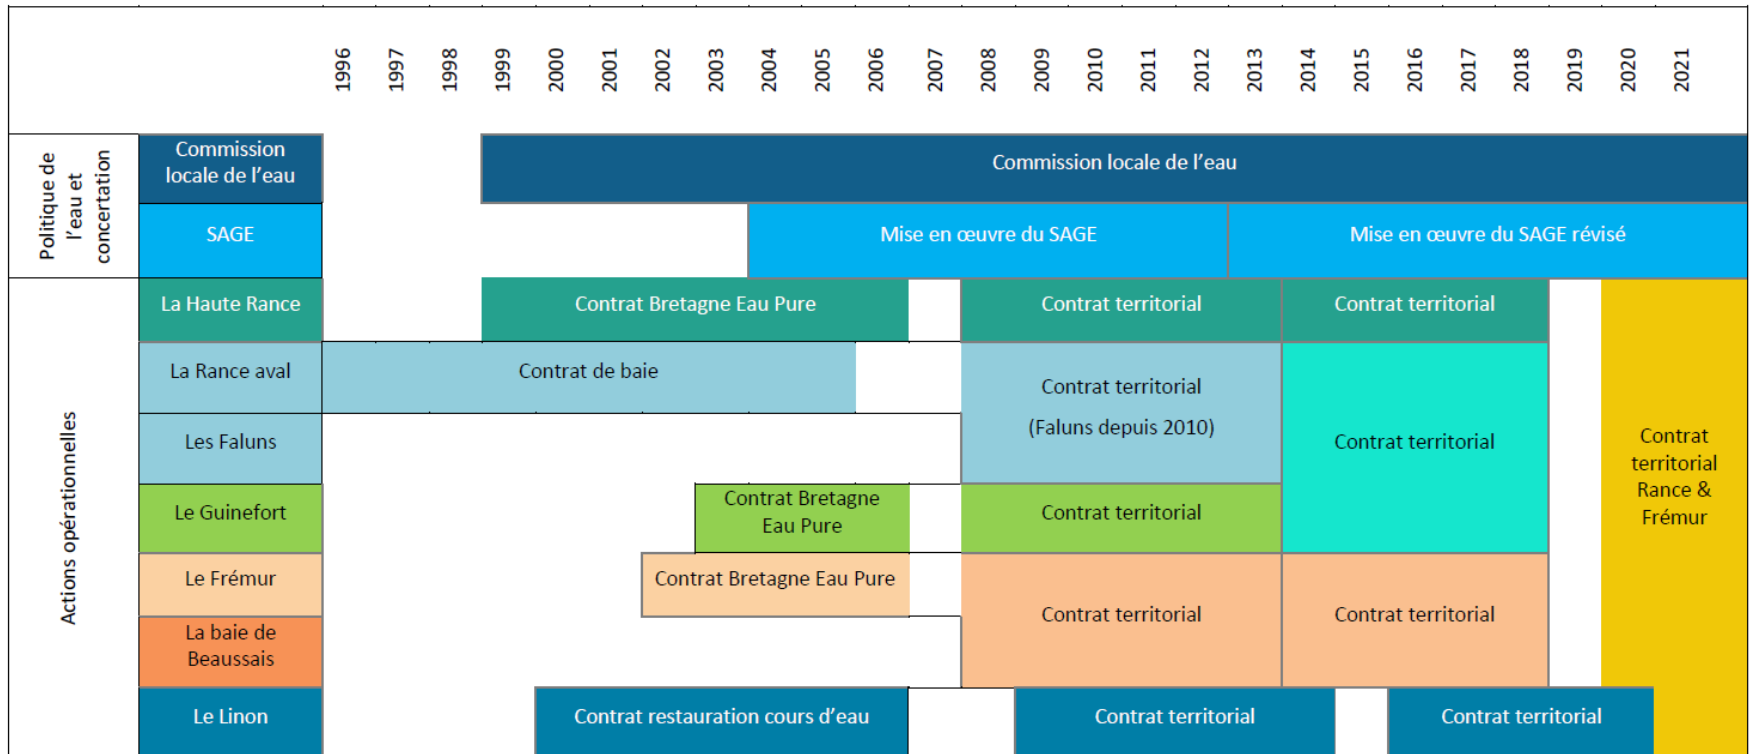 1996 1997 1998 1999 2000 2001 2002 2003 2004 2005 2006 2007 2008 2009 2010 2011 2012 2013 2014 2015 2016 2017 2018 2019 2020 2021
Politique de
l'eau et
concertation
Commission
locale de l'eau
Commission locale de l'eau
SAGE
Mise en œuvre du SAGE
Mise en œuvre du SAGE révisé
Actions opérationnelles
La Haute Rance
Contrat Bretagne Eau Pure
Contrat territorial
Contrat territorial
La Rance aval
Contrat de baie
Contrat territorial
(Faluns depuis 2010)
Les Faluns
Contrat territorial
Contrat
territorial
Rance &
Frémur
Le Guinefort
Contrat Bretagne
Eau Pure
Contrat territorial
Le Frémur
Contrat Bretagne Eau Pure
Contrat territorial
Contrat territorial
La baie de
Beaussais
Le Linon
Contrat restauration cours d'eau
Contrat territorial
Contrat territorial